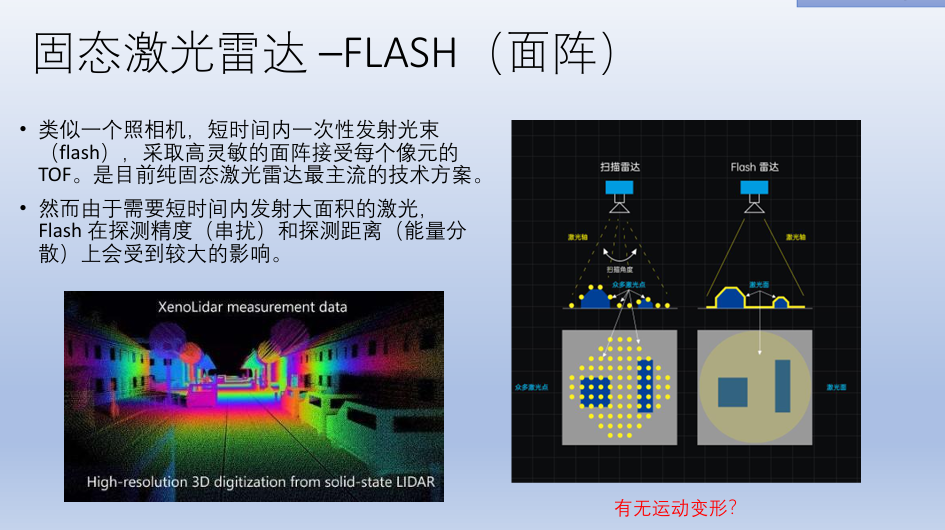 固态激光雷达 –FLASH（面阵）
• 类似一个照相机，短时间内一次性发射光束
（flash），采取高灵敏的面阵接受每个像元的
TOF。是目前纯固态激光雷达最主流的技术方案。
• 然而由于需要短时间内发射大面积的激光，
Flash 在探测精度（串扰）和探测距离（能量分
散）上会受到较大的影响。
XenoLidar measurement data
High-resolution 3D digitization from solid-state LIDAR
扫描雷达
Flash 雷达
激光轴
激光轴
扫描角度
众多激光点
激光面
众多激光点
激光面
有无运动变形？